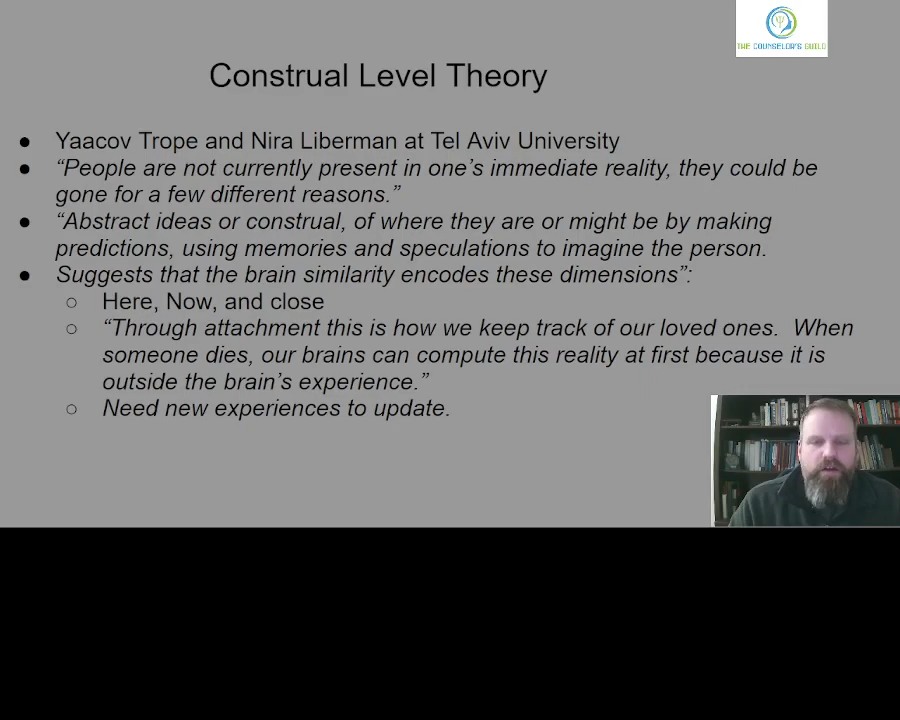 THE COUNSELOR'S GUILD
Construal Level Theory
● Yaacov Trope and Nira Liberman at Tel Aviv University
● “People are not currently present in one’s immediate reality, they could be
gone for a few different reasons.”
● “Abstract ideas or construal, of where they are or might be by making
predictions, using memories and speculations to imagine the person.
● Suggests that the brain similarity encodes these dimensions”:
○ Here, Now, and close
○ “Through attachment this is how we keep track of our loved ones.  When
someone dies, our brains can compute this reality at first because it is
outside the brain’s experience.”
○ Need new experiences to update.